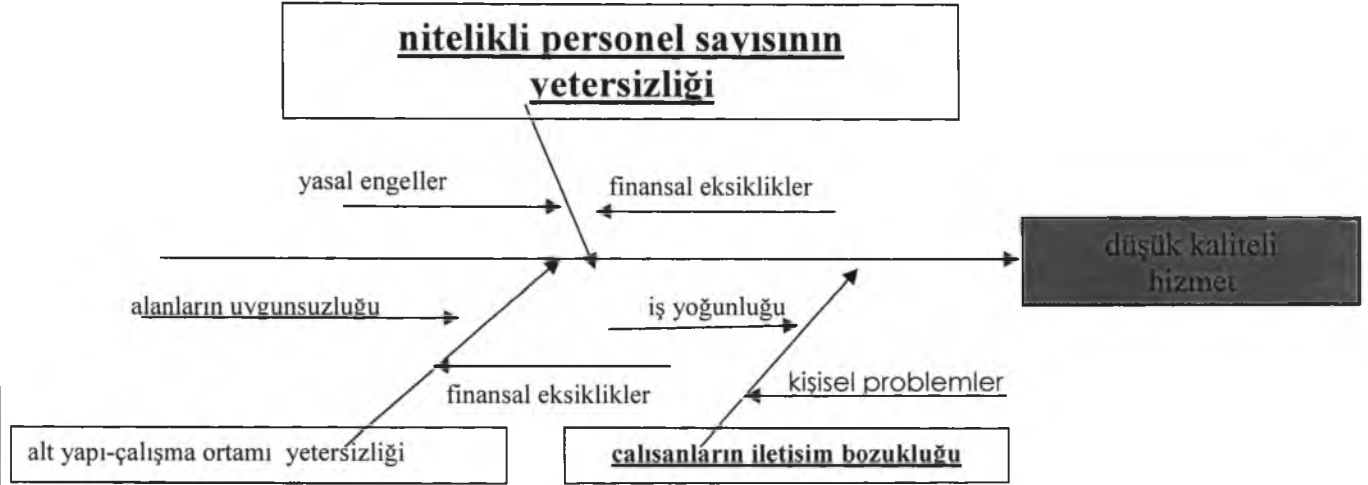 nitelikli personel sayısının
yetersizliği
yasal engeller
finansal eksiklikler
düşük kaliteli
hizmet
alanların uygunsuzluğu
iş yoğunluğu
finansal eksiklikler
kişisel problemler
alt yapı-çalışma ortamı yetersizliği
çalışanların iletişim bozukluğu